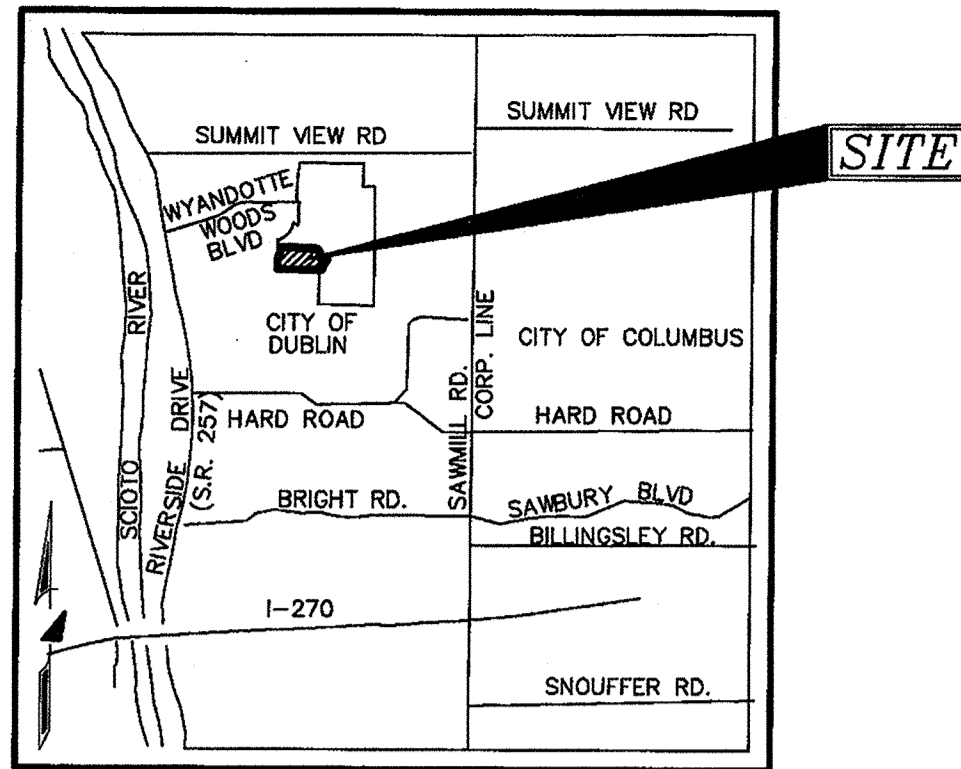 SUMMIT VIEW RD
SUMMIT VIEW RD
SITE
WYANDOTTE
WOODS
BLVD
CITY OF
DUBLIN
CITY OF COLUMBUS
SCIOTO RIVER
RIVERSIDE DRIVE
(S.R. 257)
SAWMILL RD.
CORP. LINE
HARD ROAD
HARD ROAD
BRIGHT RD.
SAWBURY BLVD
BILLINGSLEY RD.
I-270
SNOUFFER RD.